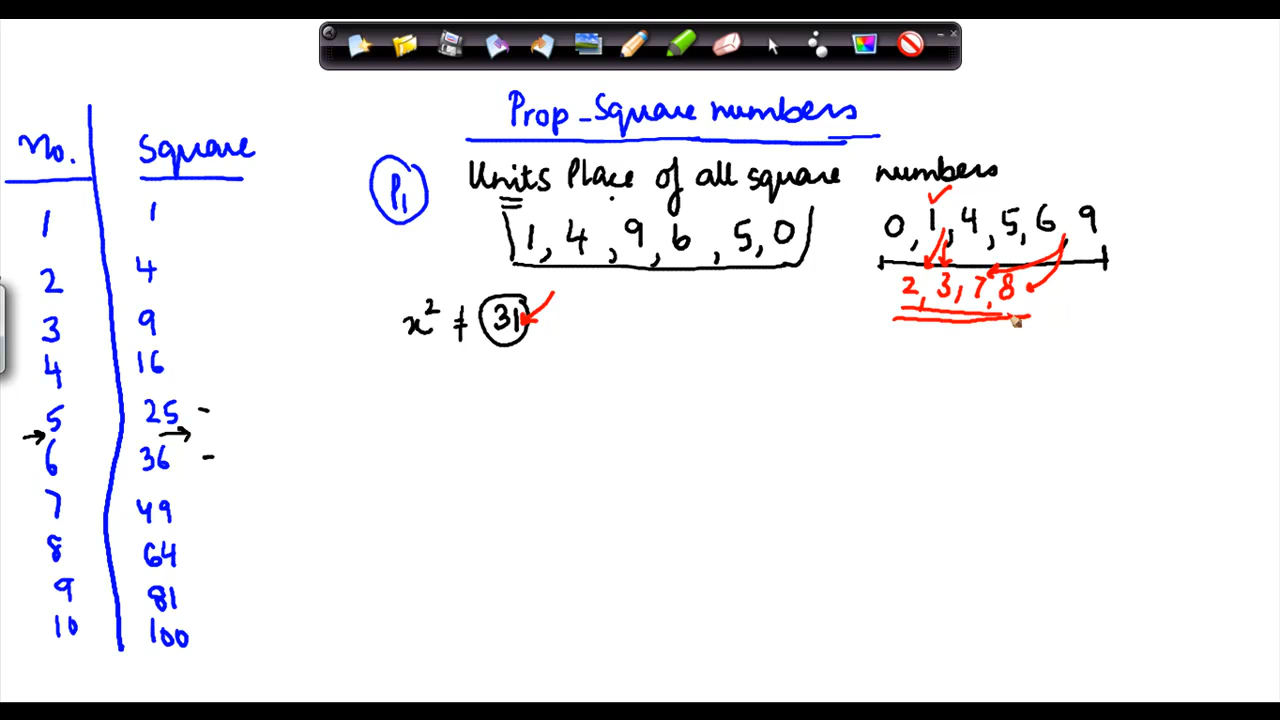 Prop-Square numbers
No. Square
P1 Units Place of all square numbers
1, 4, 9, 6, 5, 0
0, 1, 4, 5, 6, 9
2, 3, 7, 8
x² ≠ 31
1 1
2 4
3 9
4 16
5 25
6 36
7 49
8 64
9 81
10 100